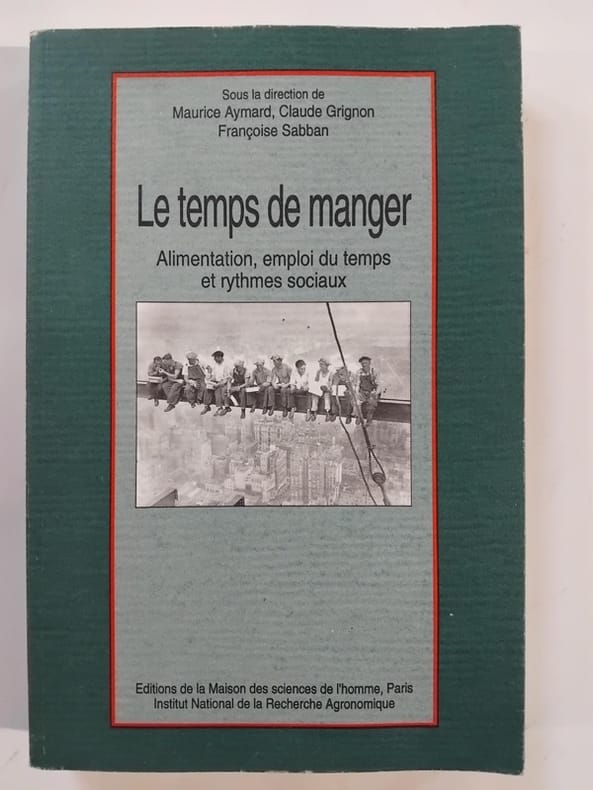 Sous la direction de
Maurice Aymard, Claude Grignon
Françoise Sabban
Le temps de manger
Alimentation, emploi du temps
et rythmes sociaux
Editions de la Maison des sciences de l'homme, Paris
Institut National de la Recherche Agronomique